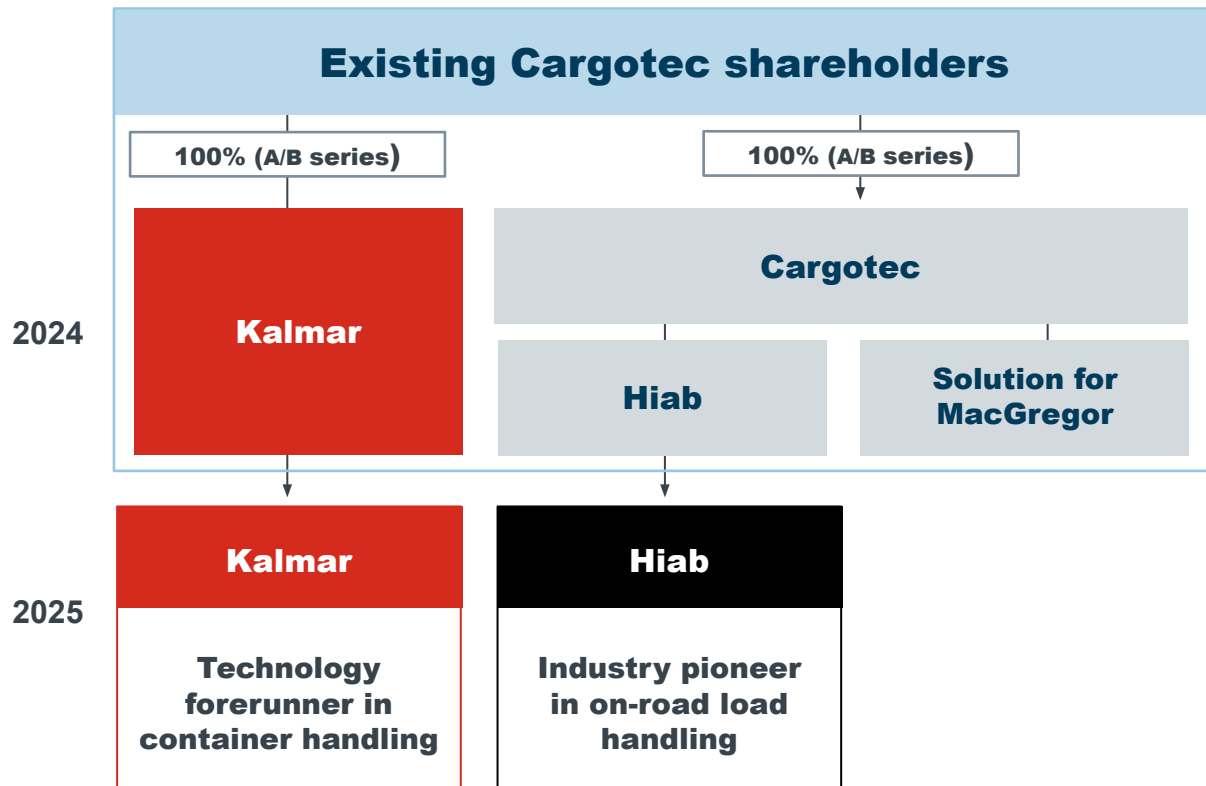 Existing Cargotec shareholders
100% (A/B series)
100% (A/B series)
2024
Kalmar
Cargotec
Hiab
Solution for
MacGregor
2025
Kalmar
Technology
forerunner in
container handling
Hiab
Industry pioneer
in on-road load
handling